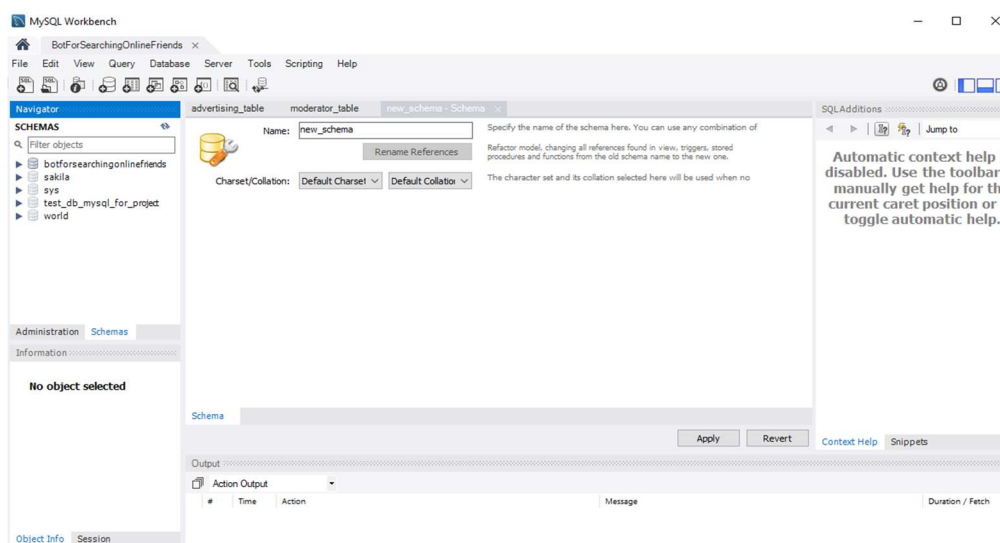 MySQL Workbench
BotForSearchingOnlineFriends ×
File Edit View Query Database Server Tools Scripting Help
Navigator
SCHEMAS
Filter objects
botforsearchingonlinefriends
sakila
sys
test_db_mysql_for_project
world
Administration Schemas
Information
No object selected
Object Info Session
advertising_table moderator_table new_schema - Schema ×
Name: new_schema
Specify the name of the schema here. You can use any combination of
Rename References
Refactor model, changing all references found in view, triggers, stored
procedures and functions from the old schema name to the new one.
Charset/Collation: Default Charset Default Collation
The character set and its collation selected here will be used when no
Schema
Apply Revert
Output
Action Output
# Time Action Message Duration / Fetch
SQLAdditions
Jump to
Automatic context help
disabled. Use the toolbar
manually get help for th
current caret position or
toggle automatic help.
Context Help Snippets